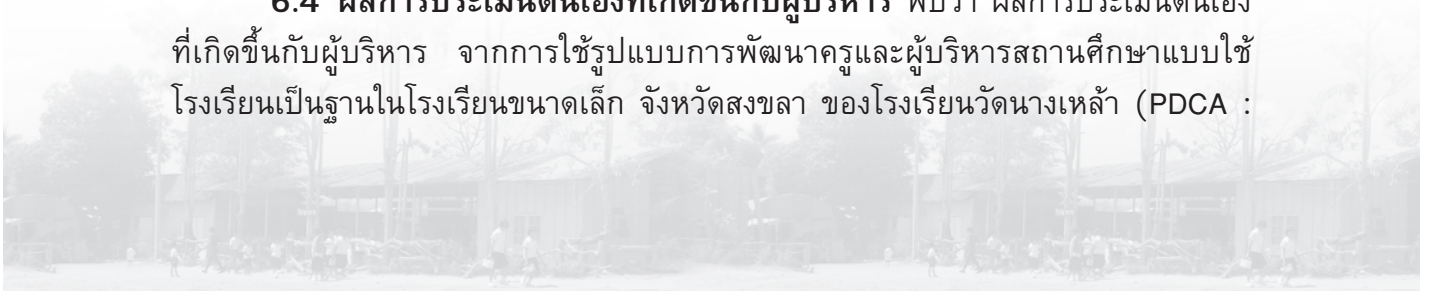 6.4 ผลการประเมินตนเองที่เกิดขึ้นกับผู้บริหาร พบว่า ผลการประเมินตนเอง
ที่เกิดขึ้นกับผู้บริหาร จากการใช้รูปแบบการพัฒนาครูและผู้บริหารสถานศึกษาแบบใช้
โรงเรียนเป็นฐานในโรงเรียนขนาดเล็ก จังหวัดสงขลา ของโรงเรียนวัดนางเหล้า (PDCA :